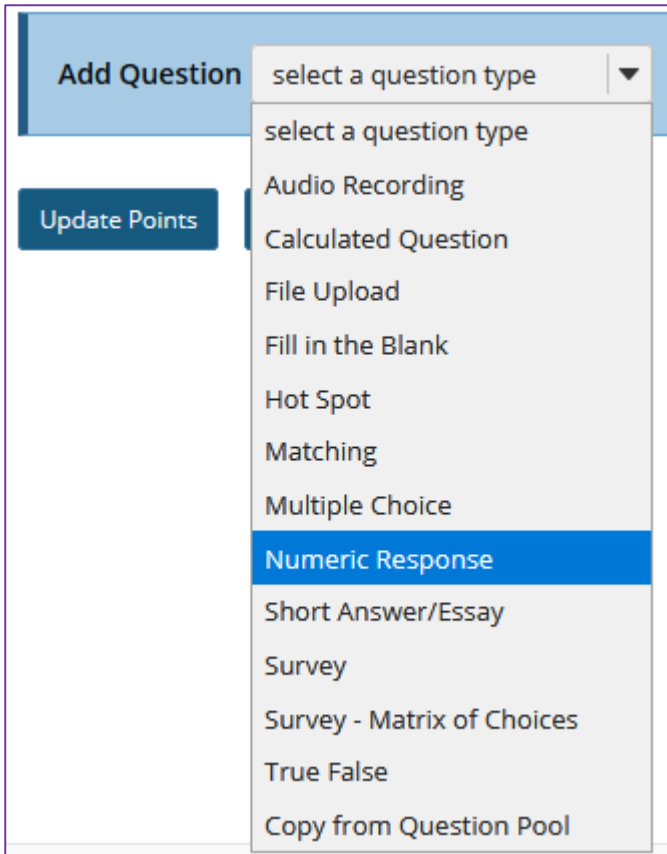 Add Question select a question type
select a question type
Audio Recording
Update Points
Calculated Question
File Upload
Fill in the Blank
Hot Spot
Matching
Multiple Choice
Numeric Response
Short Answer/Essay
Survey
Survey - Matrix of Choices
True False
Copy from Question Pool